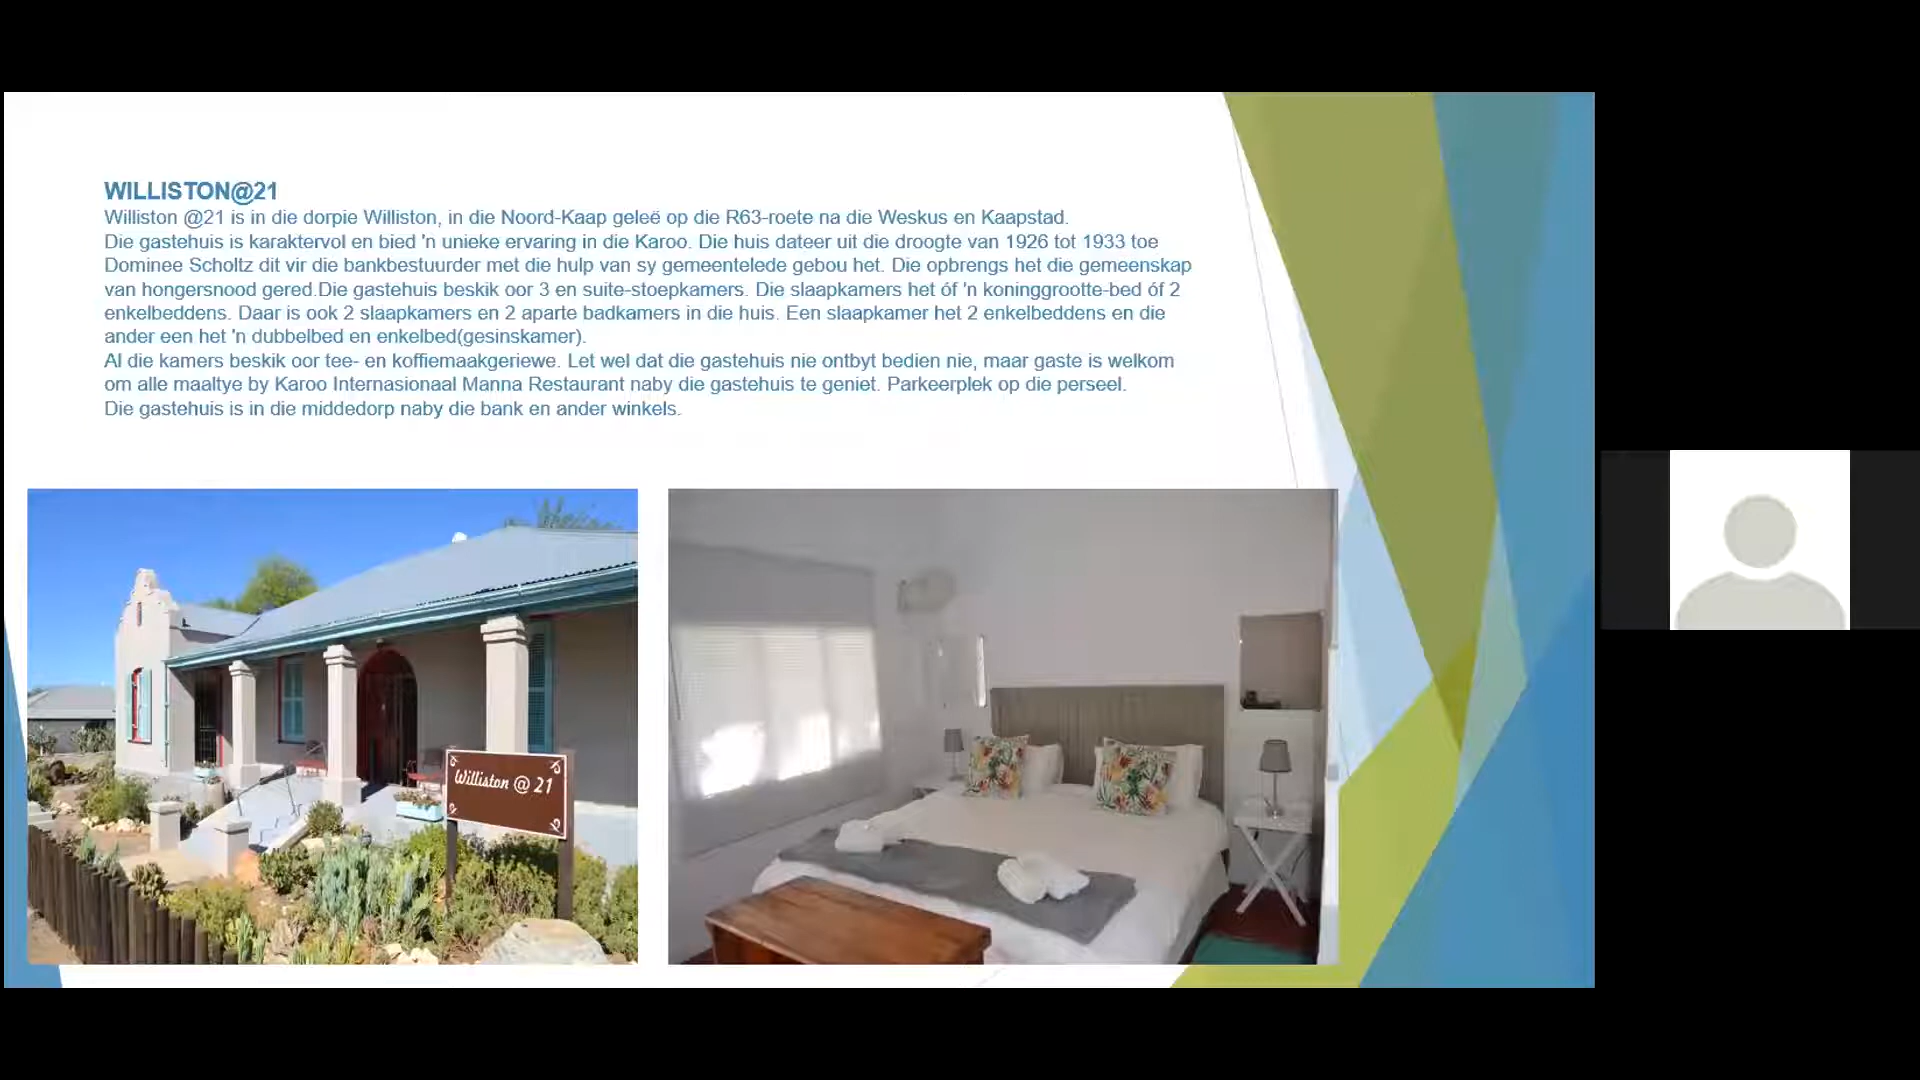 WILLISTON@21
Williston @21 is in die dorpie Williston, in die Noord-Kaap geleë op die R63-roete na die Weskus en Kaapstad.
Die gastehuis is karaktervol en bied 'n unieke ervaring in die Karoo. Die huis dateer uit die droogte van 1926 tot 1933 toe
Dominee Scholtz dit vir die bankbestuurder met die hulp van sy gemeentelede gebou het. Die opbrengs het die gemeenskap
van hongersnood gered.Die gastehuis beskik oor 3 en suite-stoepkamers. Die slaapkamers het óf 'n koninggrootte-bed óf 2
enkelbeddens. Daar is ook 2 slaapkamers en 2 aparte badkamers in die huis. Een slaapkamer het 2 enkelbeddens en die
ander een het 'n dubbelbed en enkelbed(gesinskamer).
Al die kamers beskik oor tee- en koffiemaakgeriewe. Let wel dat die gastehuis nie ontbyt bedien nie, maar gaste is welkom
om alle maaltye by Karoo Internasionaal Manna Restaurant naby die gastehuis te geniet. Parkeerplek op die perseel.
Die gastehuis is in die middedorp naby die bank en ander winkels.
Williston @ 21